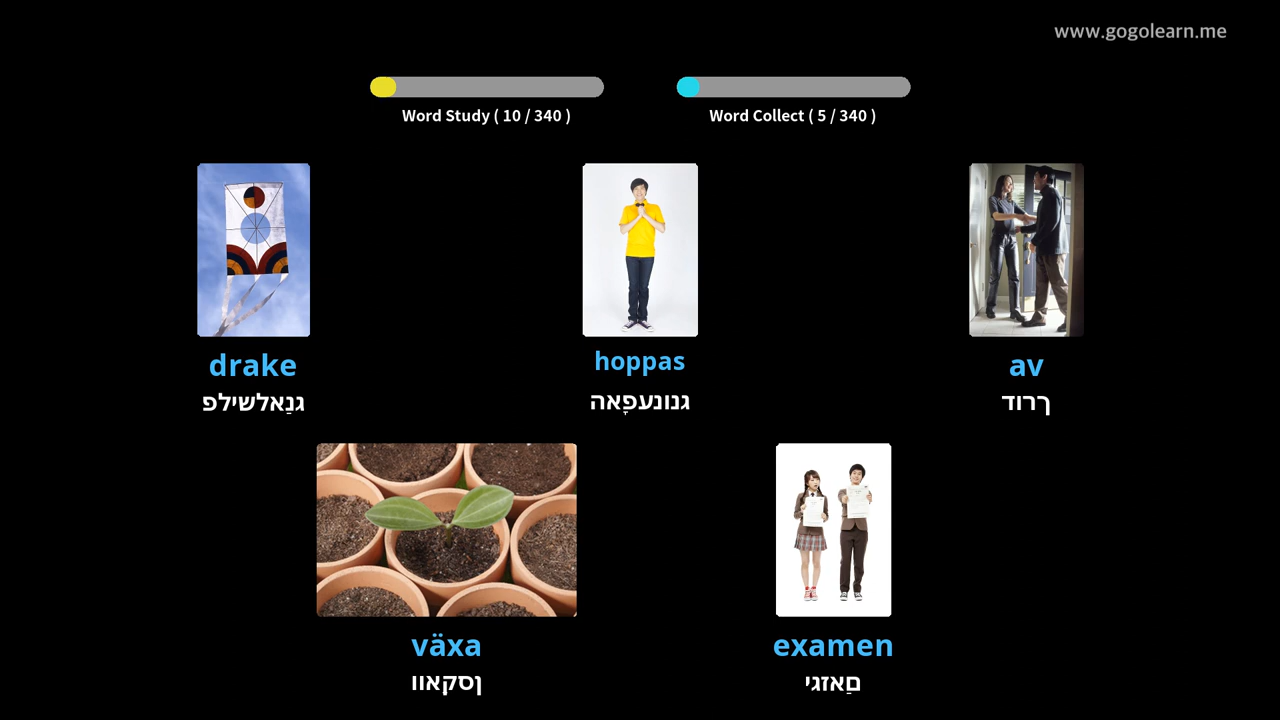 www.gogolearn.me
Word Study ( 10 / 340 )
Word Collect ( 5 / 340 )
drake
גנַאלשילפ
hoppas
גנונעפָאה
av
ךרוד
växa
ןסקאוו
examen
םַאזגי